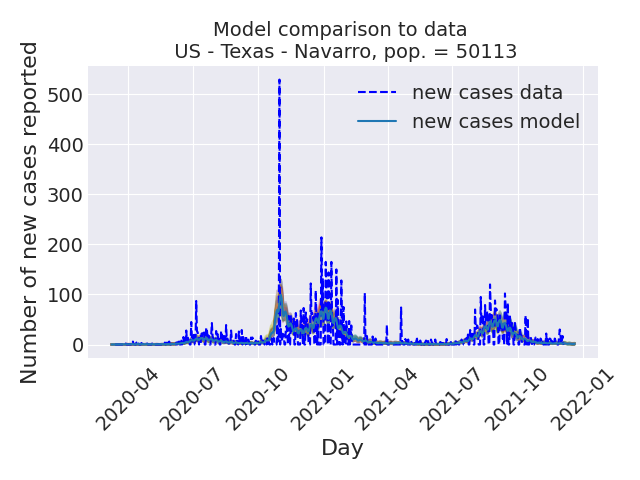 Model comparison to data
US - Texas - Navarro, pop. = 50113
Number of new cases reported
500
400
300
200
100
0
new cases data
new cases model
2020-04
2020-07
2020-10
2021-01
2021-04
2021-07
2021-10
2022-01
Day